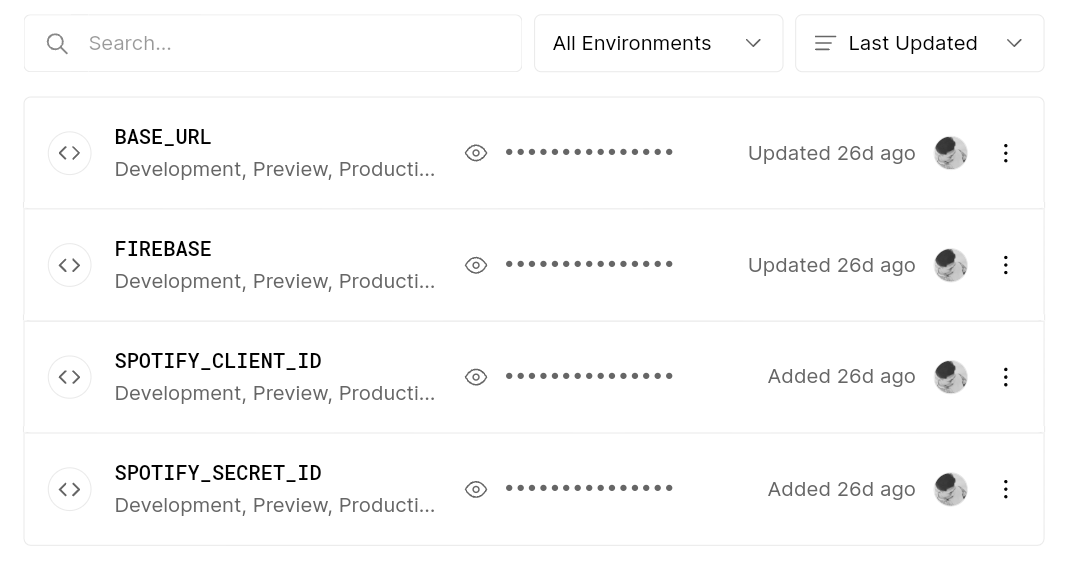 Search...
All Environments
Last Updated
BASE_URL
Development, Preview, Producti...
•••••••••••••••
Updated 26d ago
FIREBASE
Development, Preview, Producti...
•••••••••••••••
Updated 26d ago
SPOTIFY_CLIENT_ID
Development, Preview, Producti...
•••••••••••••••
Added 26d ago
SPOTIFY_SECRET_ID
Development, Preview, Producti...
•••••••••••••••
Added 26d ago